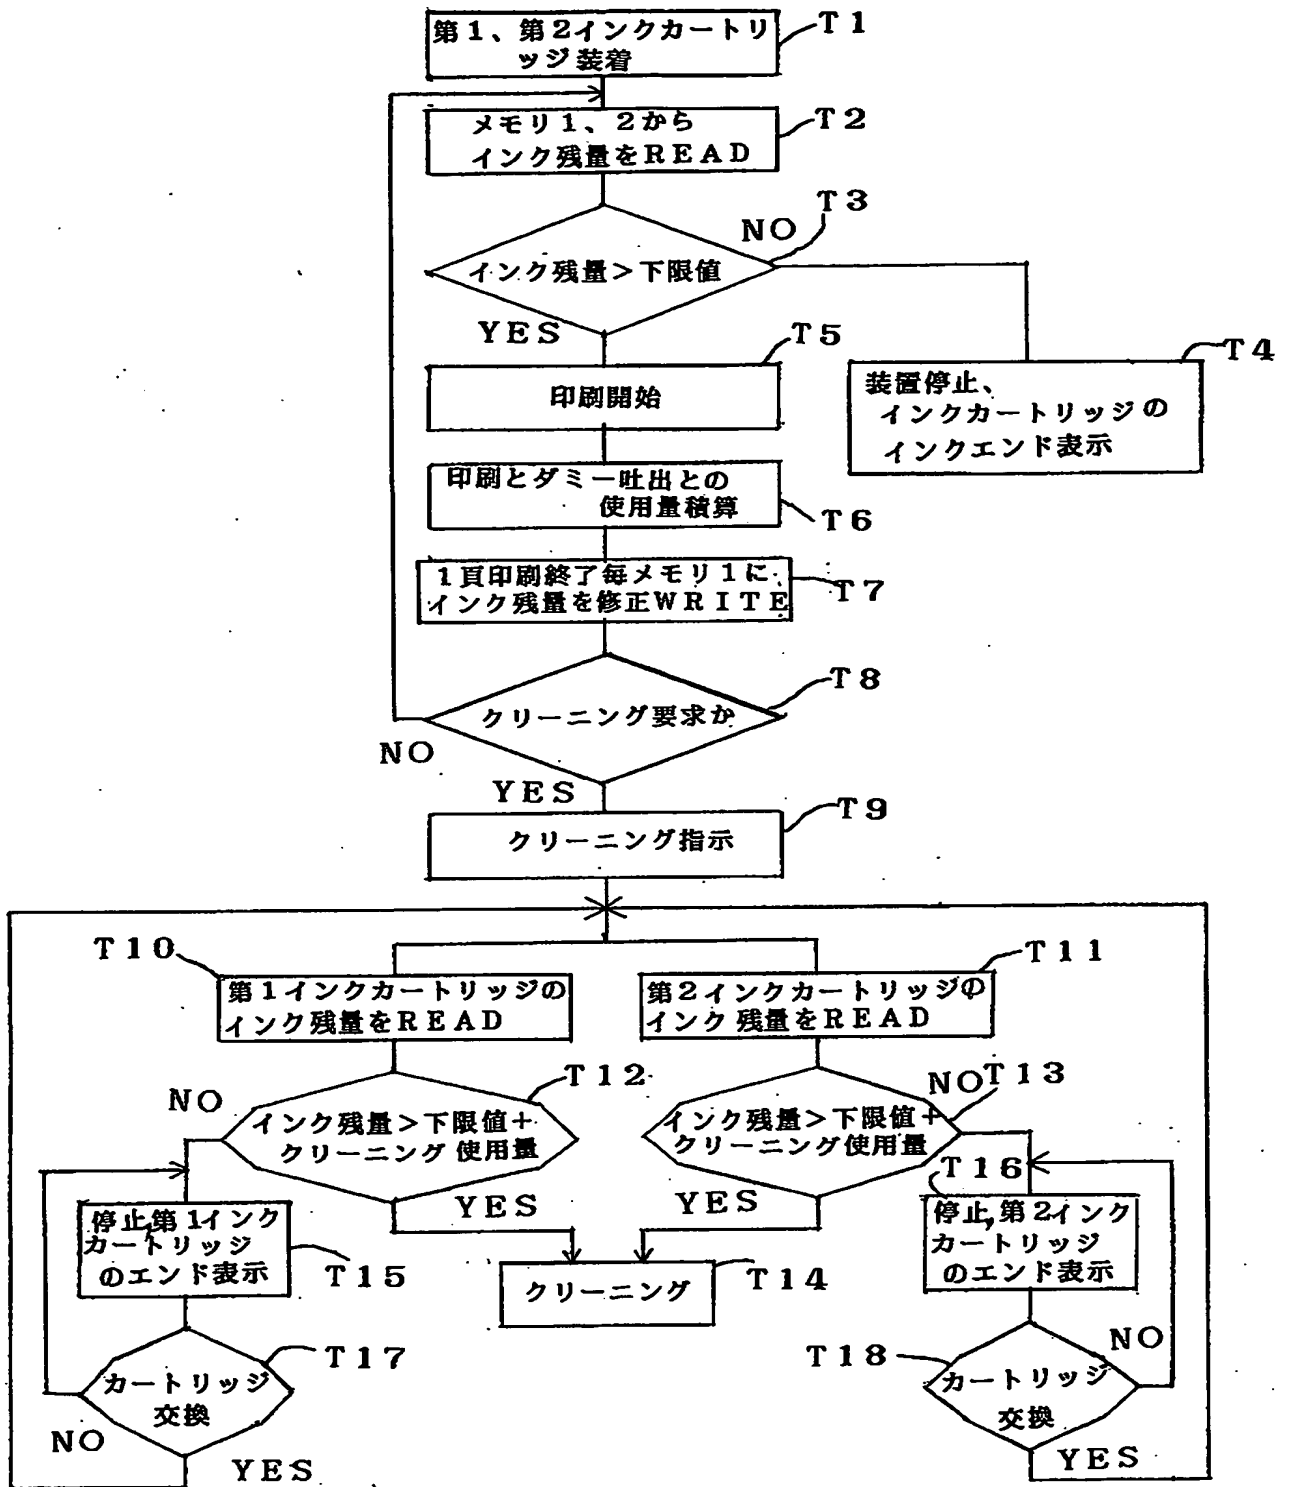 第1、第2インクカートリ
ッジ装着
T1
メモリ1、2から
インク残量をREAD
T2
T3
NO
インク残量>下限値
YES
T5
T4
印刷開始
装置停止、
インクカートリッジの
インクエンド表示
印刷とダミー吐出との
使用量積算
T6
1頁印刷終了毎メモリ1に
インク残量を修正WRITE
T7
T8
クリーニング要求か
NO
YES
T9
クリーニング指示
T10
T11
第1インクカートリッジの
インク残量をREAD
第2インクカートリッジの
インク残量をREAD
NO
T12
NO
T13
インク残量>下限値+
クリーニング使用量
インク残量>下限値+
クリーニング使用量
YES
YES
T16
停止,第1インク
カートリッジ
のエンド表示
T15
クリーニング
T14
停止,第2インク
カートリッジ
のエンド表示
T17
カートリッジ
交換
NO
YES
T18
カートリッジ
交換
NO
YES